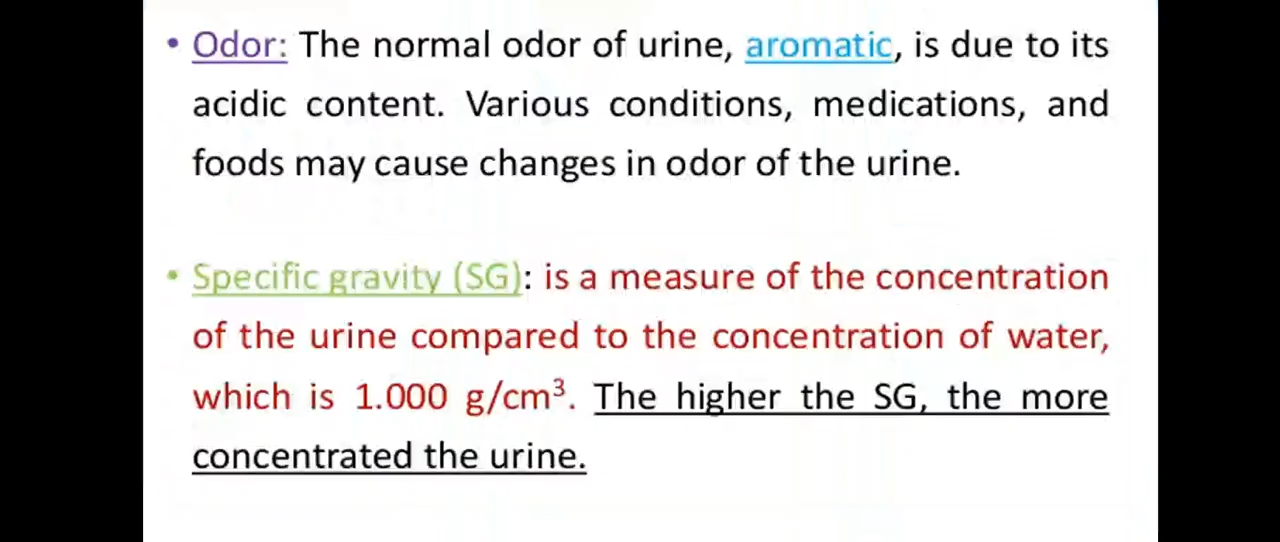 • Odor: The normal odor of urine, aromatic, is due to its
acidic content. Various conditions, medications, and
foods may cause changes in odor of the urine.
• Specific gravity (SG): is a measure of the concentration
of the urine compared to the concentration of water,
which is 1.000 g/cm³. The higher the SG, the more
concentrated the urine.